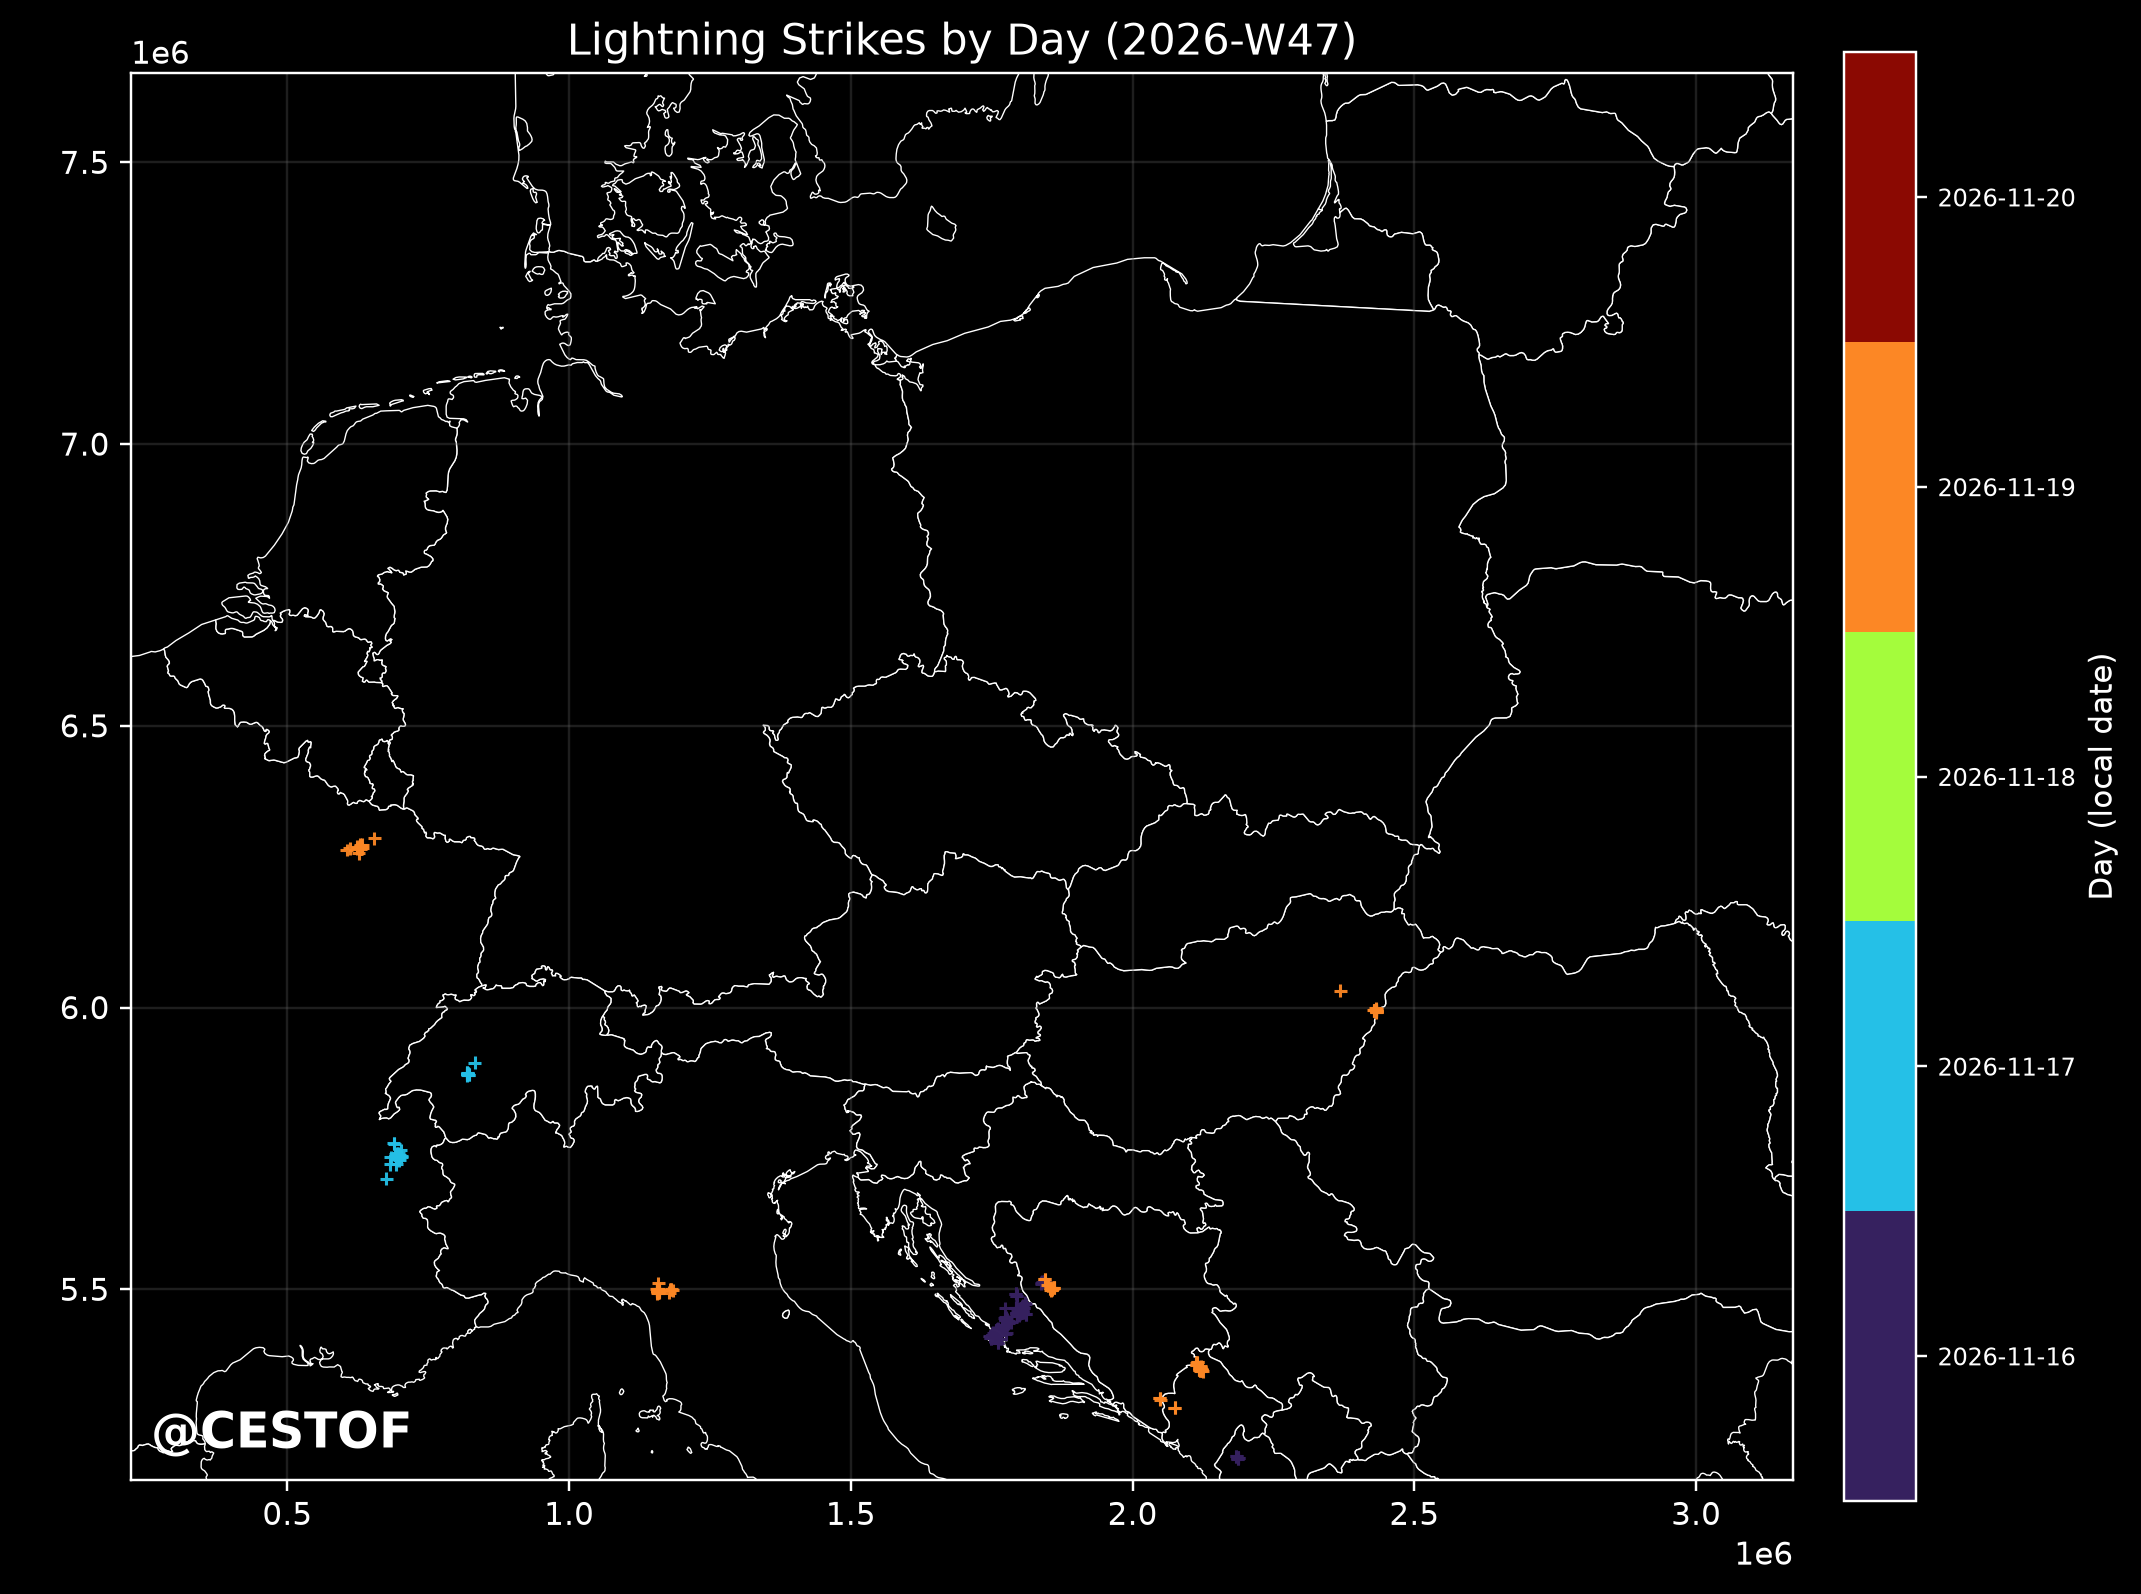 Lightning Strikes by Day (2026-W47)
1e6
7.5
7.0
6.5
6.0
5.5
0.5 1.0 1.5 2.0 2.5 3.0
1e6
@CESTOF
2026-11-20
2026-11-19
2026-11-18
2026-11-17
2026-11-16
Day (local date)